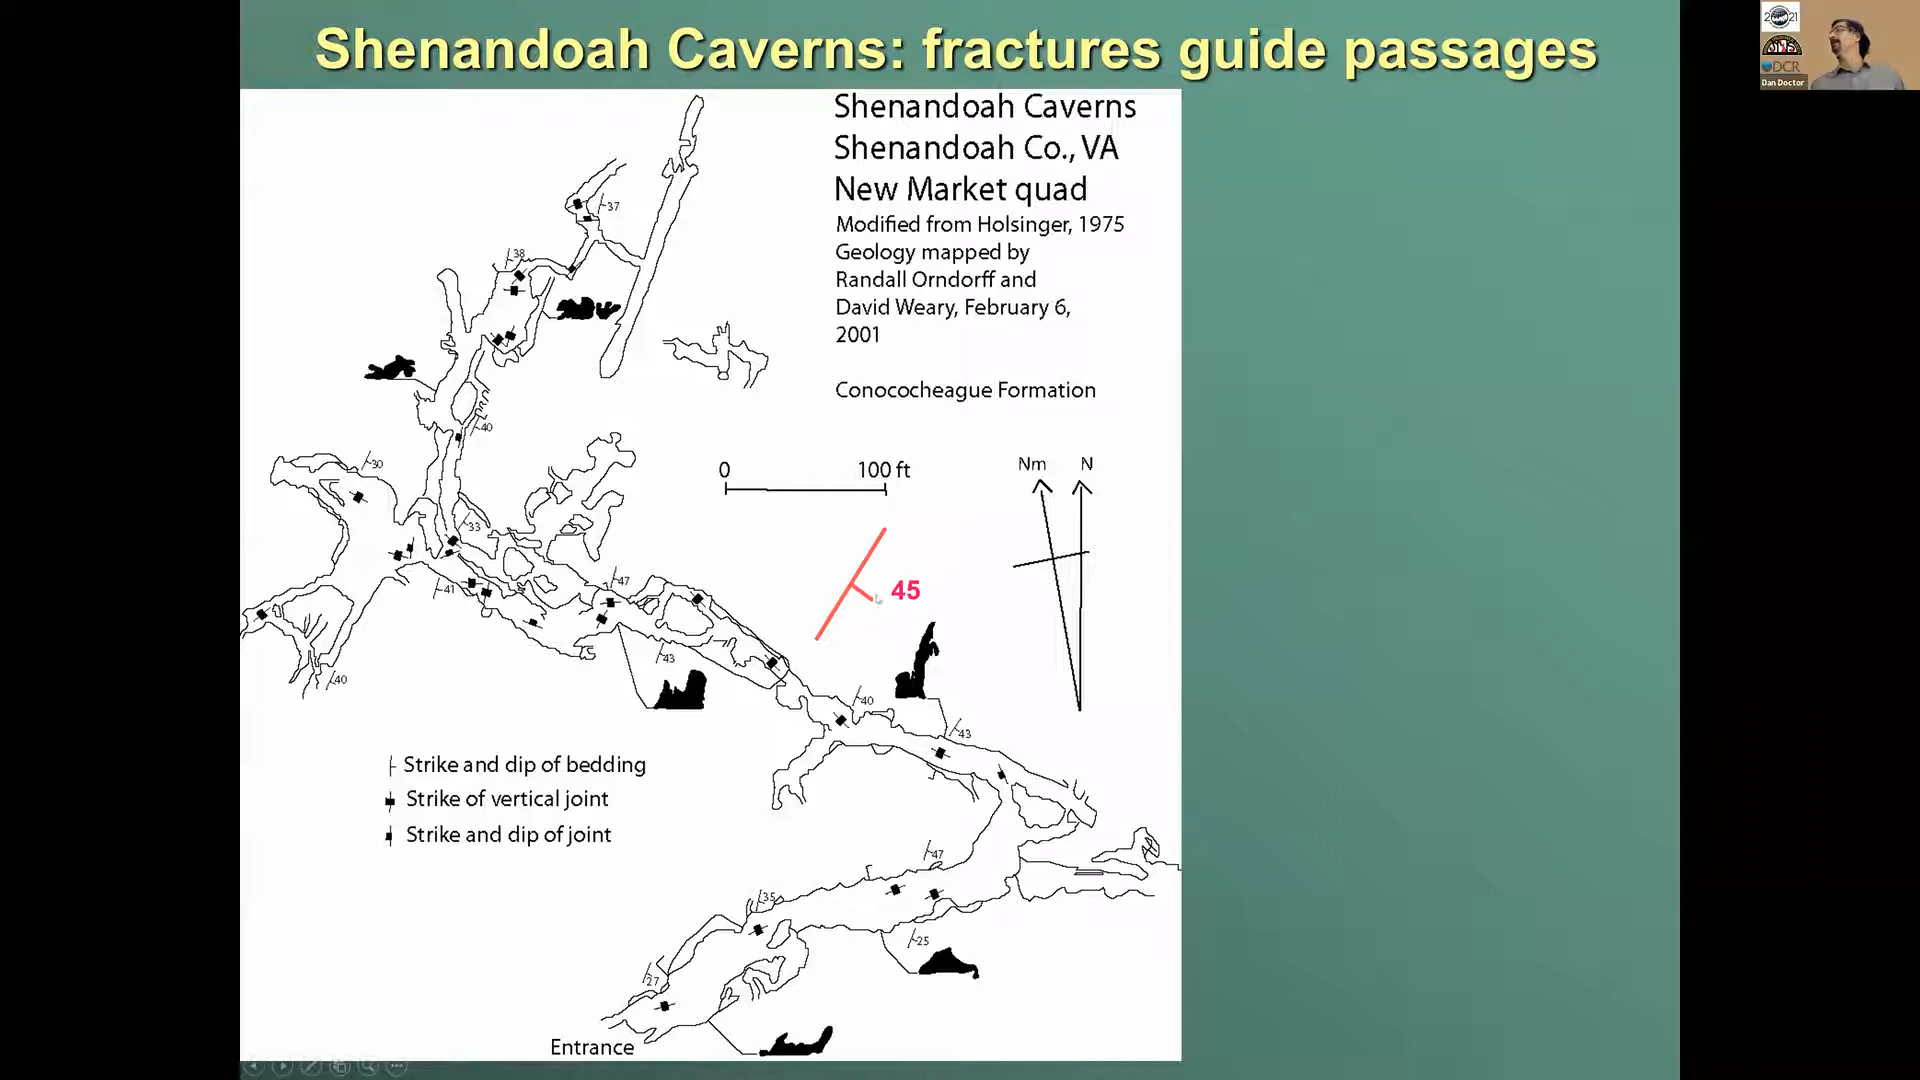 Shenandoah Caverns: fractures guide passages
Shenandoah Caverns
Shenandoah Co., VA
New Market quad
Modified from Holsinger, 1975
Geology mapped by
Randall Orndorff and
David Weary, February 6,
2001
Conococheague Formation
0 100 ft
Nm N
37
38
40
30
33
41
47
45
43
40
40
43
Strike and dip of bedding
Strike of vertical joint
Strike and dip of joint
47
35
25
27
Entrance
DCR
Dan Doctor